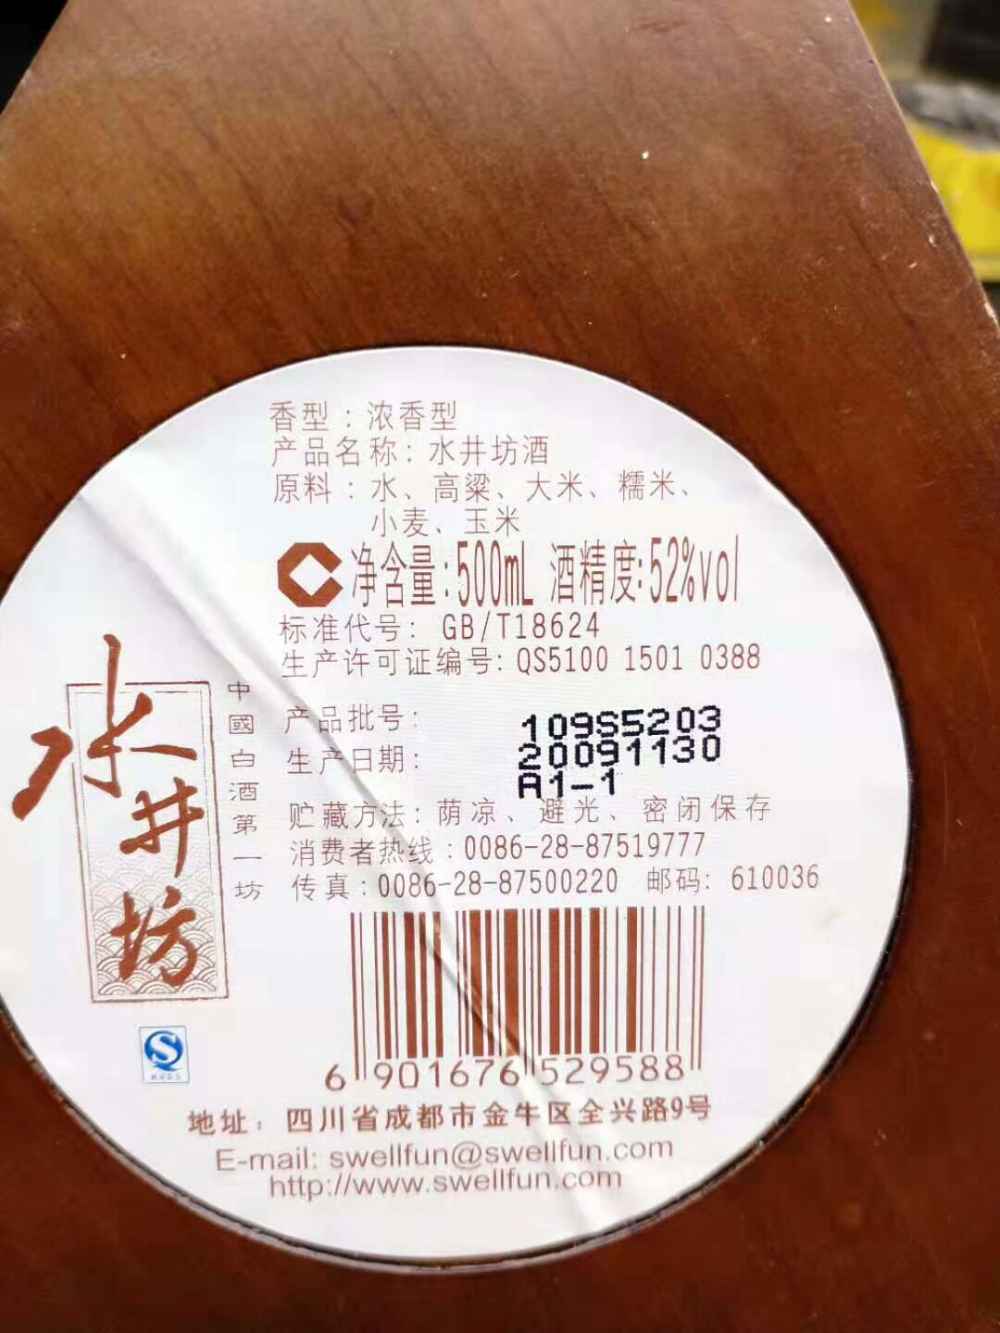 香型：浓香型
产品名称：水井坊酒
原料：水、高粱、大米、糯米、
小麦、玉米
净含量:500mL 酒精度:52%vol
标准代号: GB/T18624
生产许可证编号: QS5100 1501 0388
产品批号: 109S5203
生产日期: 20091130
A1-1
贮藏方法: 荫凉、避光、密闭保存
消费者热线:0086-28-87519777
传真:0086-28-87500220 邮码: 610036
水井坊
中國白酒第一坊
6 901676 529588
地址：四川省成都市金牛区全兴路9号
E-mail: swellfun@swellfun.com
http://www.swellfun.com